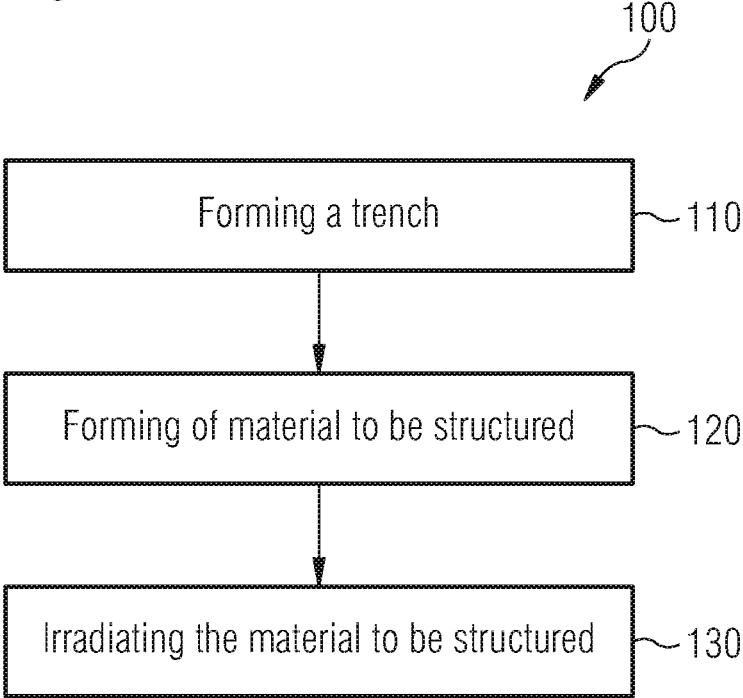 100
Forming a trench
110
Forming of material to be structured
120
Irradiating the material to be structured
130